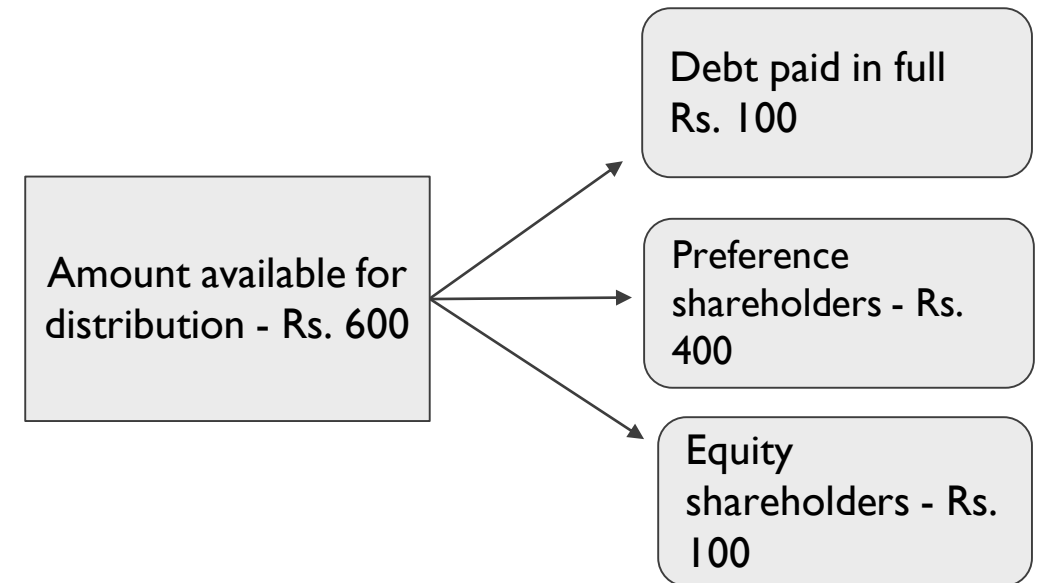 Debt paid in full
Rs. 100
Amount available for
distribution - Rs. 600
Preference
shareholders - Rs.
400
Equity
shareholders - Rs.
100